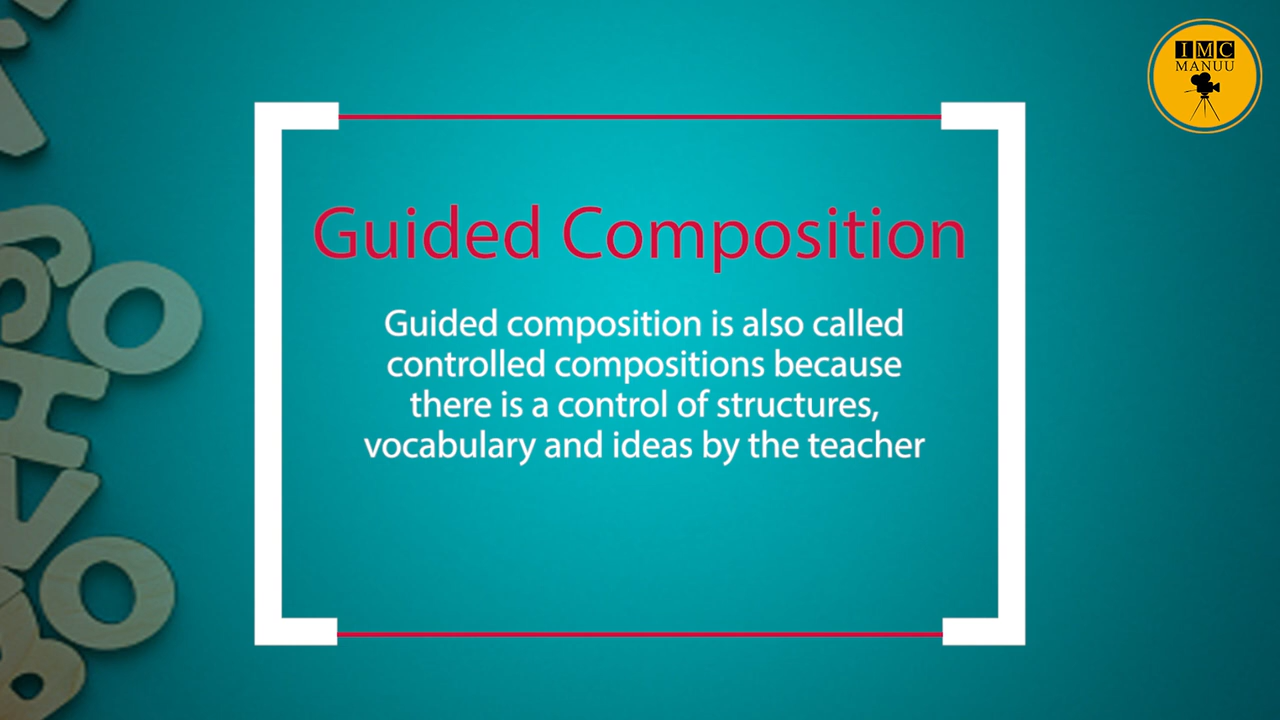 IMC
MANUU
Guided Composition
Guided composition is also called
controlled compositions because
there is a control of structures,
vocabulary and ideas by the teacher